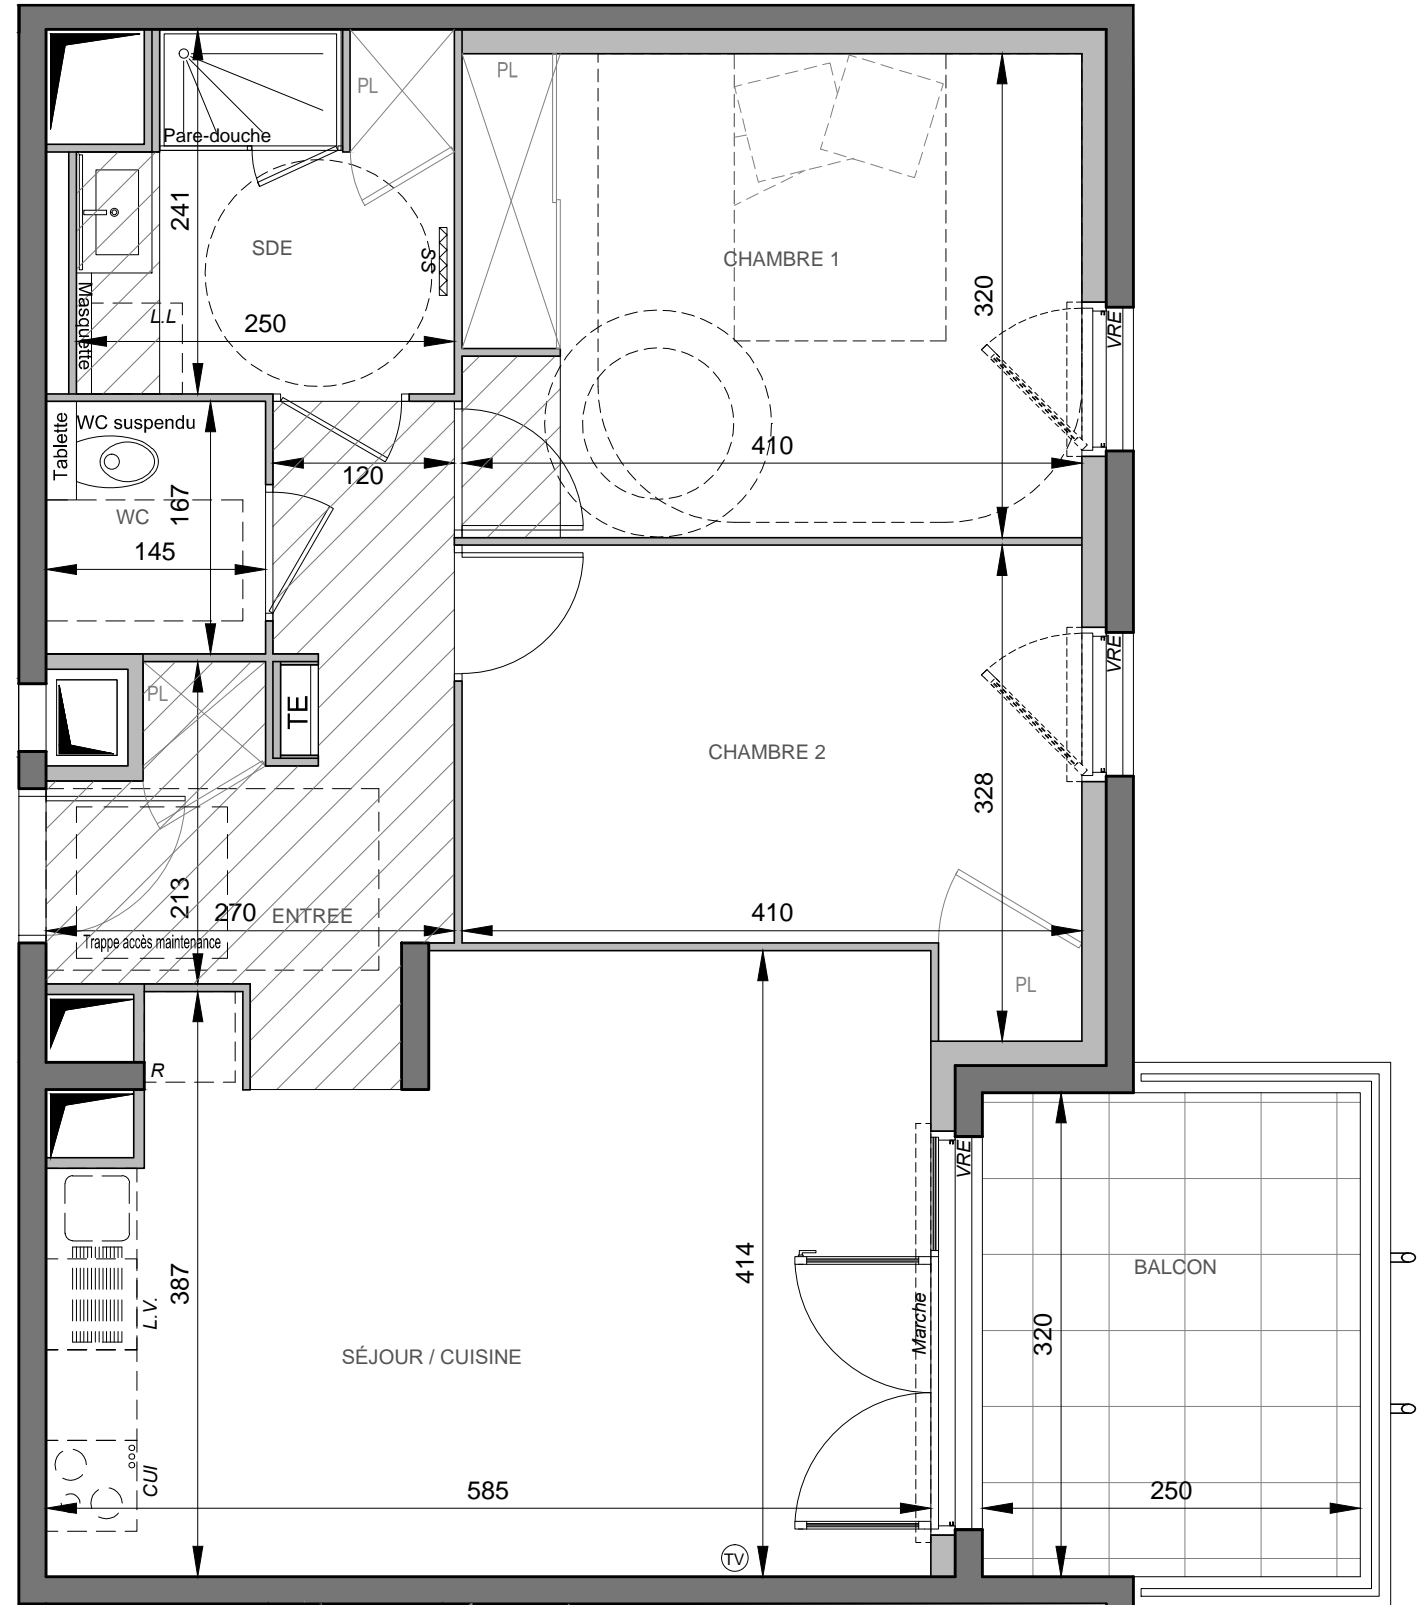 PL
PL
Pare-douche
241
SDE
SS
CHAMBRE 1
320
Masquette
L.L
250
VRE
Tablette
WC suspendu
120
410
167
WC
145
VRE
PL
TE
CHAMBRE 2
328
213
270
ENTREE
410
Trappe accès maintenance
PL
R
VRE
414
387
L.V.
Marche
320
BALCON
SÉJOUR / CUISINE
CUI
585
250
TV